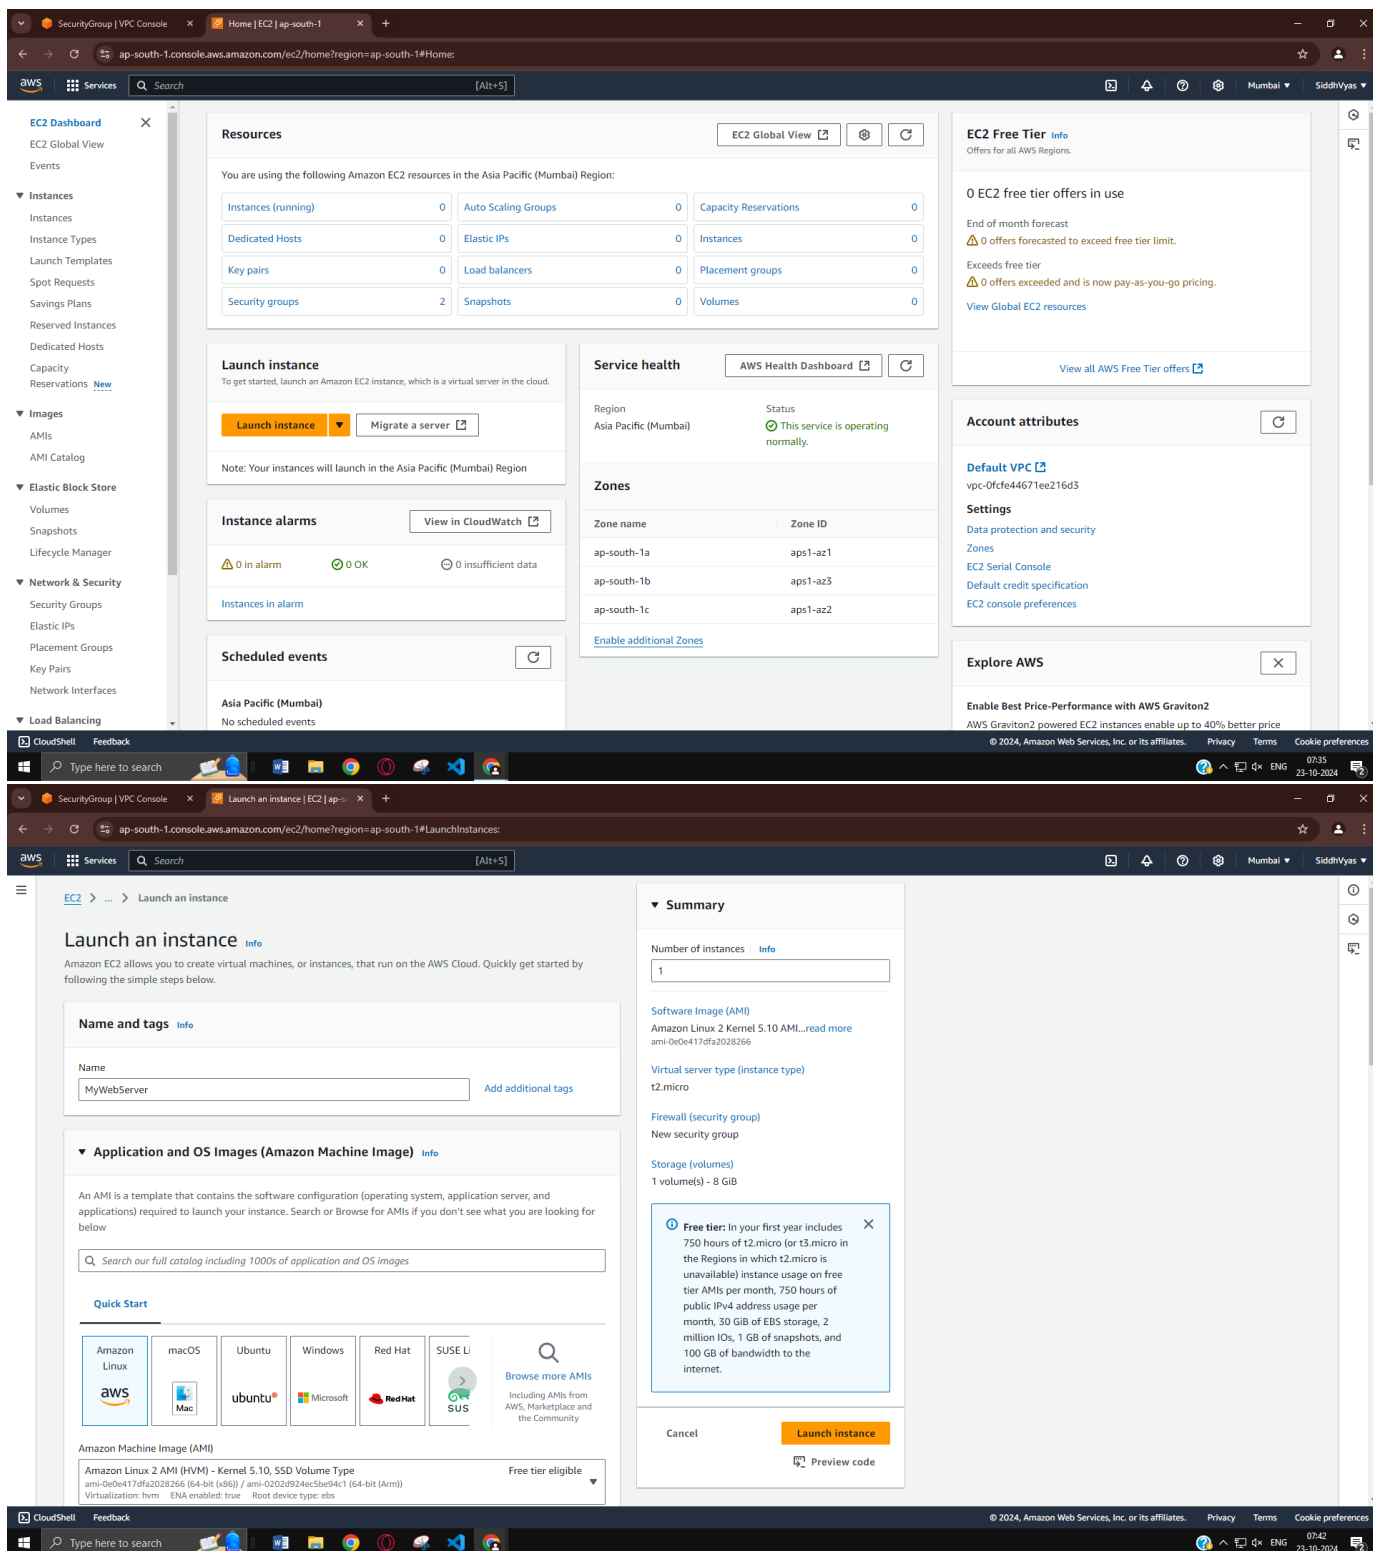 SecurityGroup | VPC Console
Home | EC2 | ap-south-1
ap-south-1.console.aws.amazon.com/ec2/home?region=ap-south-1#Home:
aws
Services
Search
[Alt+S]
Mumbai
SiddhVyas
EC2 Dashboard
EC2 Global View
Events
Instances
Instances
Instance Types
Launch Templates
Spot Requests
Savings Plans
Reserved Instances
Dedicated Hosts
Capacity
Reservations New
Images
AMIs
AMI Catalog
Elastic Block Store
Volumes
Snapshots
Lifecycle Manager
Network & Security
Security Groups
Elastic IPs
Placement Groups
Key Pairs
Network Interfaces
Load Balancing
Resources
EC2 Global View
You are using the following Amazon EC2 resources in the Asia Pacific (Mumbai) Region:
Instances (running) 0
Auto Scaling Groups 0
Capacity Reservations 0
Dedicated Hosts 0
Elastic IPs 0
Instances 0
Key pairs 0
Load balancers 0
Placement groups 0
Security groups 2
Snapshots 0
Volumes 0
Launch instance
To get started, launch an Amazon EC2 instance, which is a virtual server in the cloud.
Launch instance
Migrate a server
Note: Your instances will launch in the Asia Pacific (Mumbai) Region
Instance alarms
View in CloudWatch
0 in alarm
0 OK
0 insufficient data
Instances in alarm
Scheduled events
Asia Pacific (Mumbai)
No scheduled events
Service health
AWS Health Dashboard
Region
Asia Pacific (Mumbai)
Status
This service is operating
normally.
Zones
Zone name Zone ID
ap-south-1a aps1-az1
ap-south-1b aps1-az3
ap-south-1c aps1-az2
Enable additional Zones
EC2 Free Tier Info
Offers for all AWS Regions.
0 EC2 free tier offers in use
End of month forecast
0 offers forecasted to exceed free tier limit.
Exceeds free tier
0 offers exceeded and is now pay-as-you-go pricing.
View Global EC2 resources
View all AWS Free Tier offers
Account attributes
Default VPC
vpc-0fcfe44671ee216d3
Settings
Data protection and security
Zones
EC2 Serial Console
Default credit specification
EC2 console preferences
Explore AWS
Enable Best Price-Performance with AWS Graviton2
AWS Graviton2 powered EC2 instances enable up to 40% better price
CloudShell Feedback
© 2024, Amazon Web Services, Inc. or its affiliates. Privacy Terms Cookie preferences
Type here to search
ENG
07:35
23-10-2024
2
SecurityGroup | VPC Console
Launch an instance | EC2 | ap-s
ap-south-1.console.aws.amazon.com/ec2/home?region=ap-south-1#LaunchInstances:
aws
Services
Search
[Alt+S]
Mumbai
SiddhVyas
EC2 > ... > Launch an instance
Launch an instance Info
Amazon EC2 allows you to create virtual machines, or instances, that run on the AWS Cloud. Quickly get started by
following the simple steps below.
Name and tags Info
Name
MyWebServer
Add additional tags
Application and OS Images (Amazon Machine Image) Info
An AMI is a template that contains the software configuration (operating system, application server, and
applications) required to launch your instance. Search or Browse for AMIs if you don't see what you are looking for
below
Search our full catalog including 1000s of application and OS images
Quick Start
Amazon
Linux
aws
macOS
Mac
Ubuntu
ubuntu®
Windows
Microsoft
Red Hat
Red Hat
SUSE Li
SUS
Browse more AMIs
Including AMIs from
AWS, Marketplace and
the Community
Amazon Machine Image (AMI)
Amazon Linux 2 AMI (HVM) - Kernel 5.10, SSD Volume Type
Free tier eligible
ami-0e0e417dfa2028266 (64-bit (x86)) / ami-0202d924ec5be94c1 (64-bit (Arm))
Virtualization: hvm ENA enabled: true Root device type: ebs
Summary
Number of instances Info
1
Software Image (AMI)
Amazon Linux 2 Kernel 5.10 AMI...read more
ami-0e0e417dfa2028266
Virtual server type (instance type)
t2.micro
Firewall (security group)
New security group
Storage (volumes)
1 volume(s) - 8 GiB
Free tier: In your first year includes
750 hours of t2.micro (or t3.micro in
the Regions in which t2.micro is
unavailable) instance usage on free
tier AMIs per month, 750 hours of
public IPv4 address usage per
month, 30 GiB of EBS storage, 2
million IOs, 1 GB of snapshots, and
100 GB of bandwidth to the
internet.
Cancel
Launch instance
Preview code
CloudShell Feedback
© 2024, Amazon Web Services, Inc. or its affiliates. Privacy Terms Cookie preferences
Type here to search
ENG
07:42
23-10-2024